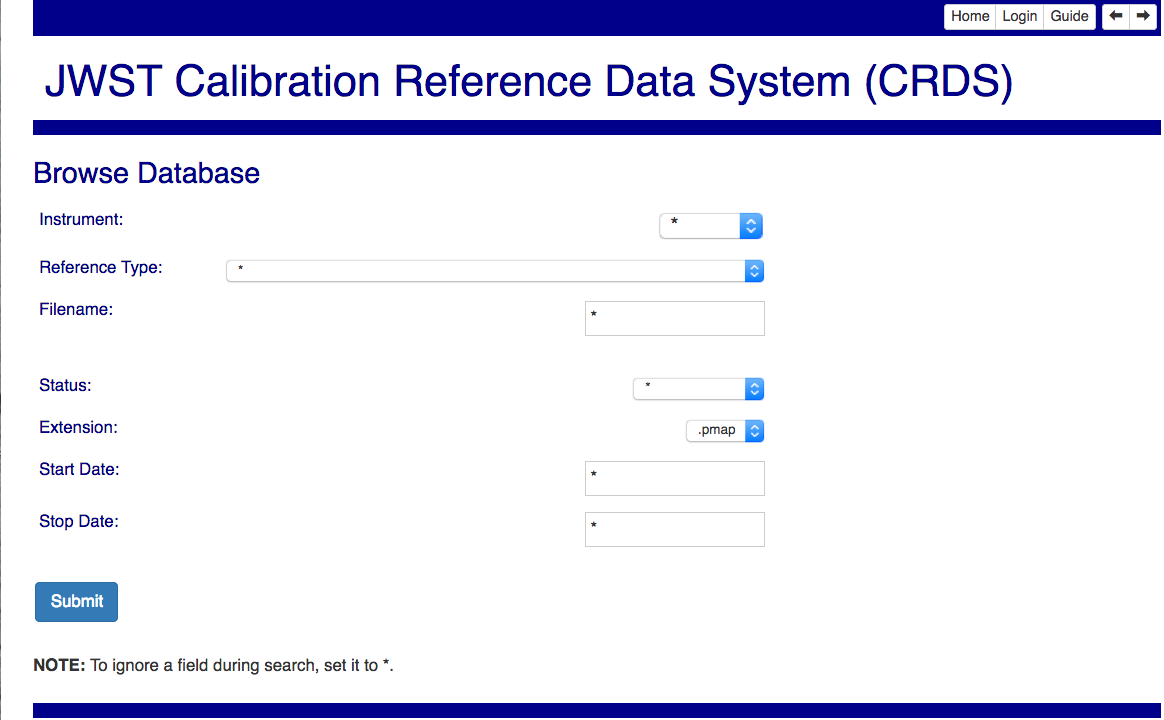 Home Login Guide
JWST Calibration Reference Data System (CRDS)
Browse Database
Instrument: *
Reference Type: *
Filename: *
Status: *
Extension: .pmap
Start Date: *
Stop Date: *
Submit
NOTE: To ignore a field during search, set it to *.